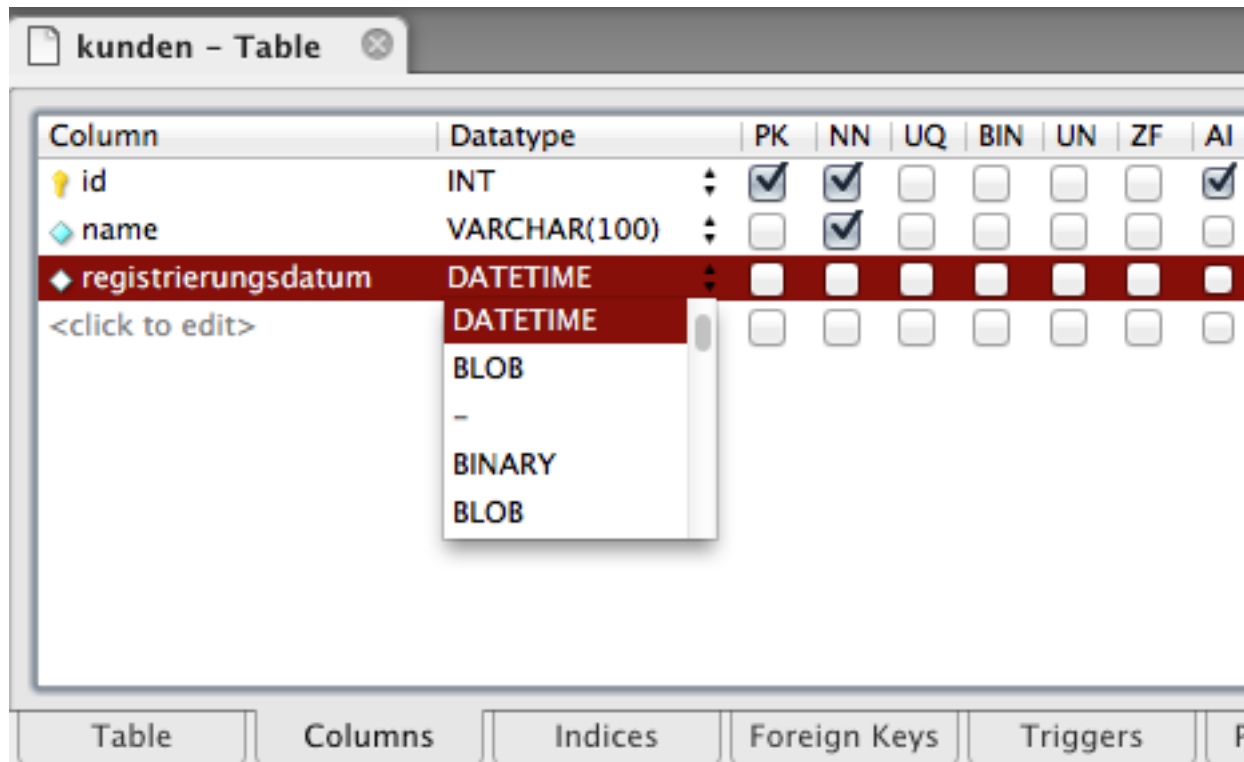 kunden – Table
Column Datatype PK NN UQ BIN UN ZF AI
id INT
name VARCHAR(100)
registrierungsdatum DATETIME
<click to edit> DATETIME
BLOB
–
BINARY
BLOB
Table Columns Indices Foreign Keys Triggers